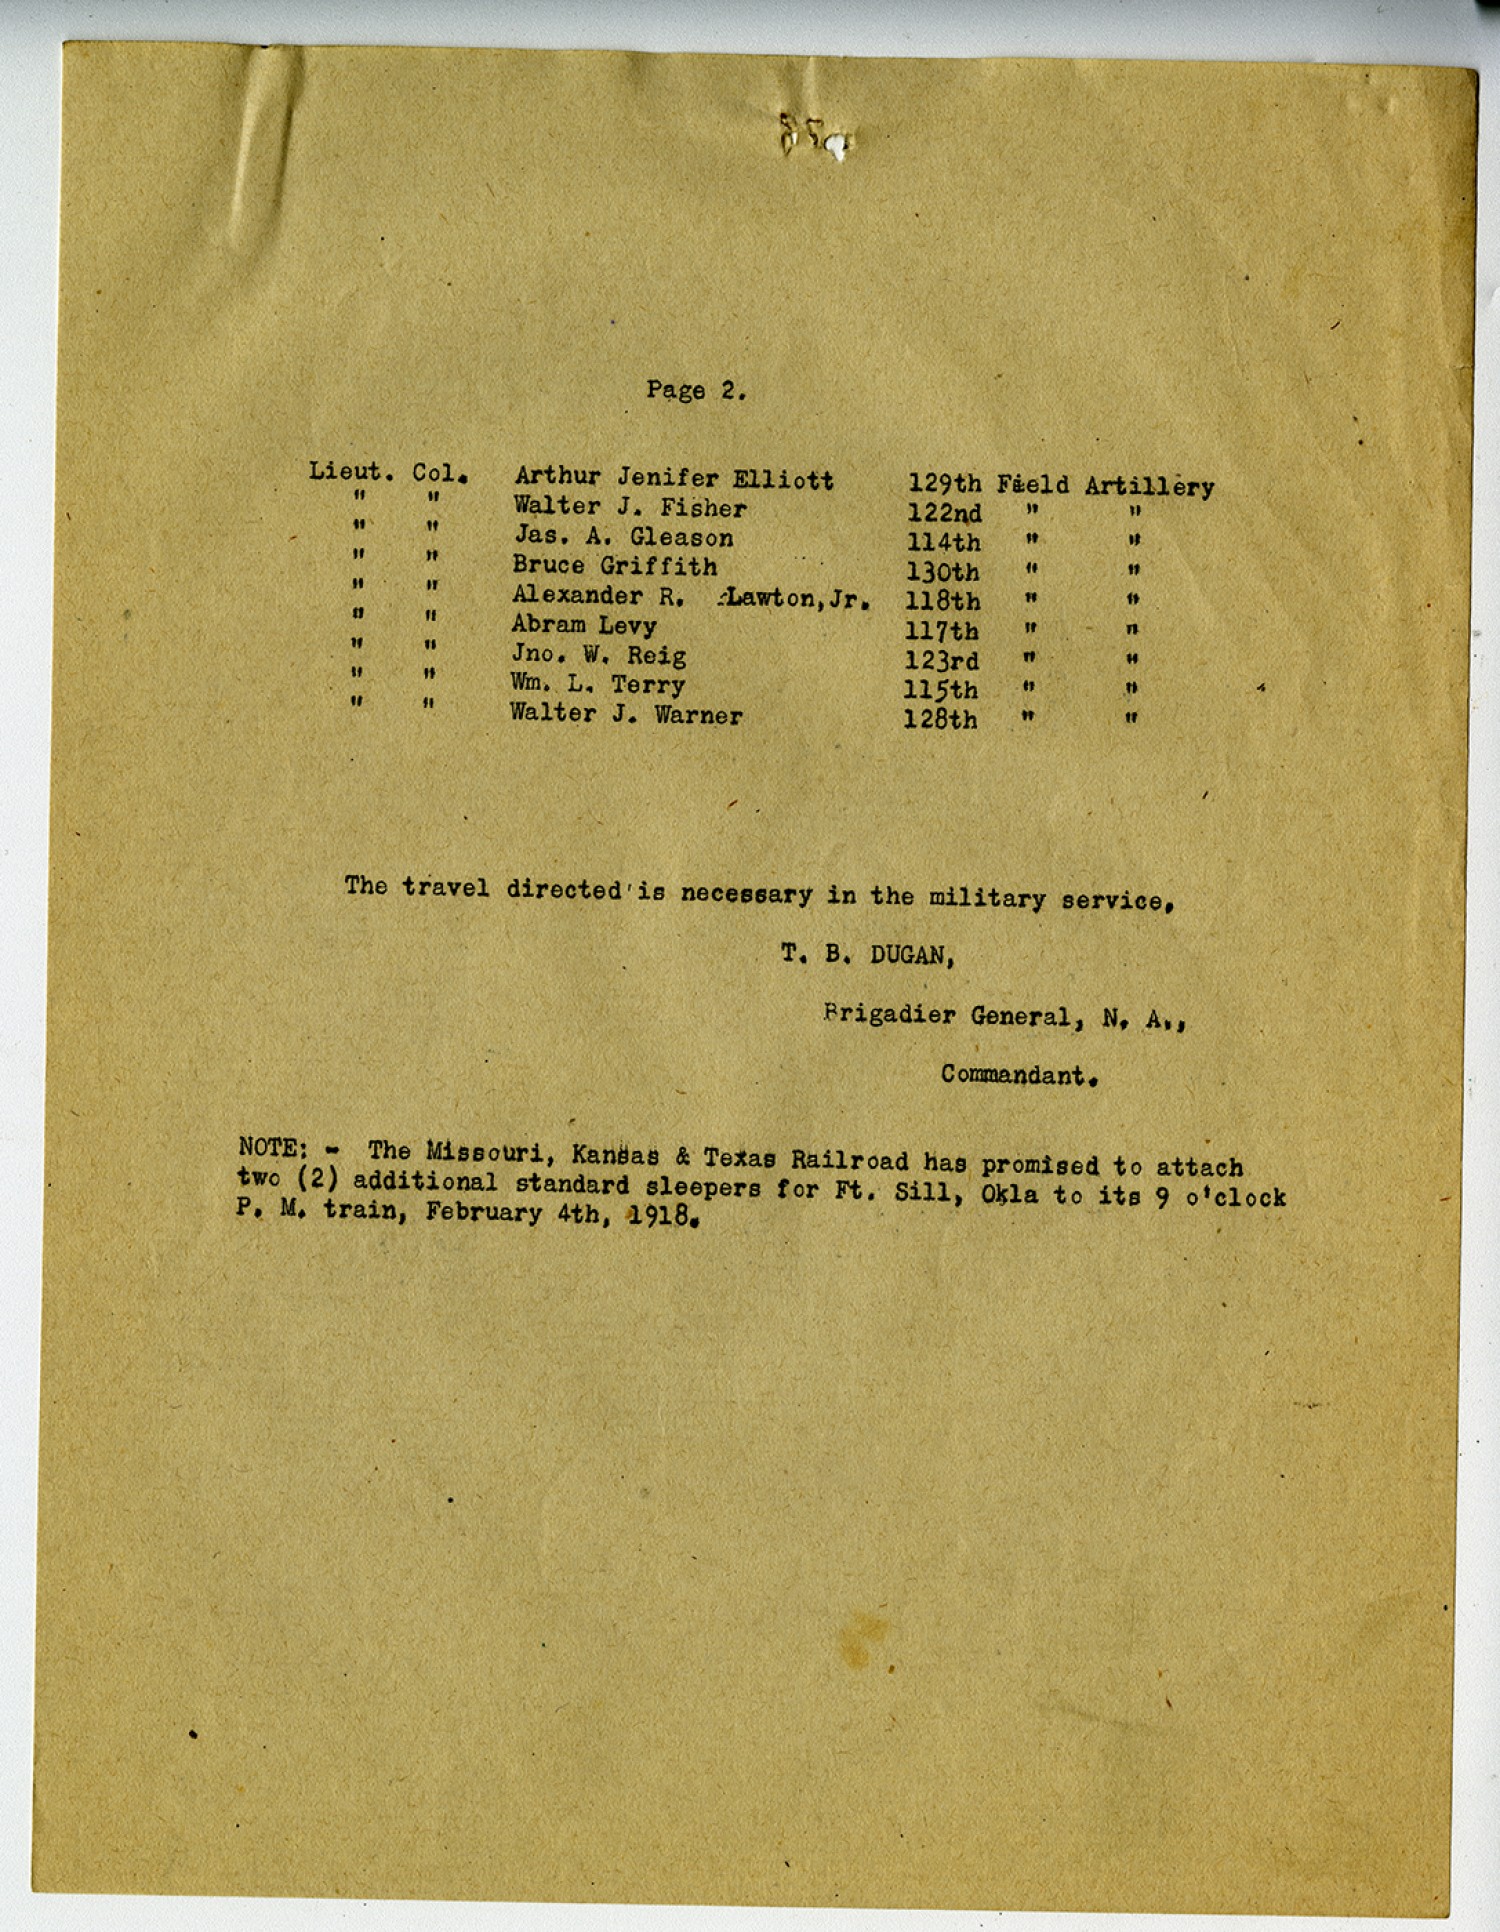 Page 2.
Lieut. Col. Arthur Jenifer Elliott 129th Field Artillery
" " Walter J. Fisher 122nd " "
" " Jas. A. Gleason 114th " "
" " Bruce Griffith 130th " "
" " Alexander R. Lawton,Jr. 118th " "
" " Abram Levy 117th " "
" " Jno. W. Reig 123rd " "
" " Wm. L. Terry 115th " "
" " Walter J. Warner 128th " "
The travel directed is necessary in the military service.
T. B. DUGAN,
Brigadier General, N. A.,
Commandant.
NOTE: - The Missouri, Kansas & Texas Railroad has promised to attach
two (2) additional standard sleepers for Ft. Sill, Okla to its 9 o'clock
P. M. train, February 4th, 1918.